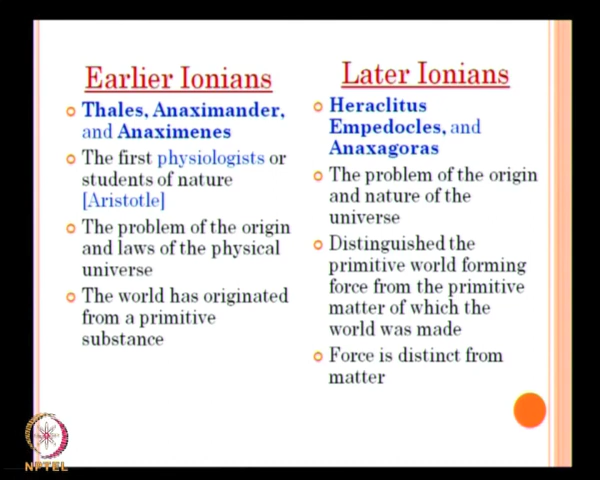 Earlier Ionians
Thales, Anaximander,
and Anaximenes
The first physiologists or
students of nature
[Aristotle]
The problem of the origin
and laws of the physical
universe
The world has originated
from a primitive
substance
Later Ionians
Heraclitus
Empedocles, and
Anaxagoras
The problem of the origin
and nature of the
universe
Distinguished the
primitive world forming
force from the primitive
matter of which the
world was made
Force is distinct from
matter
NPTEL